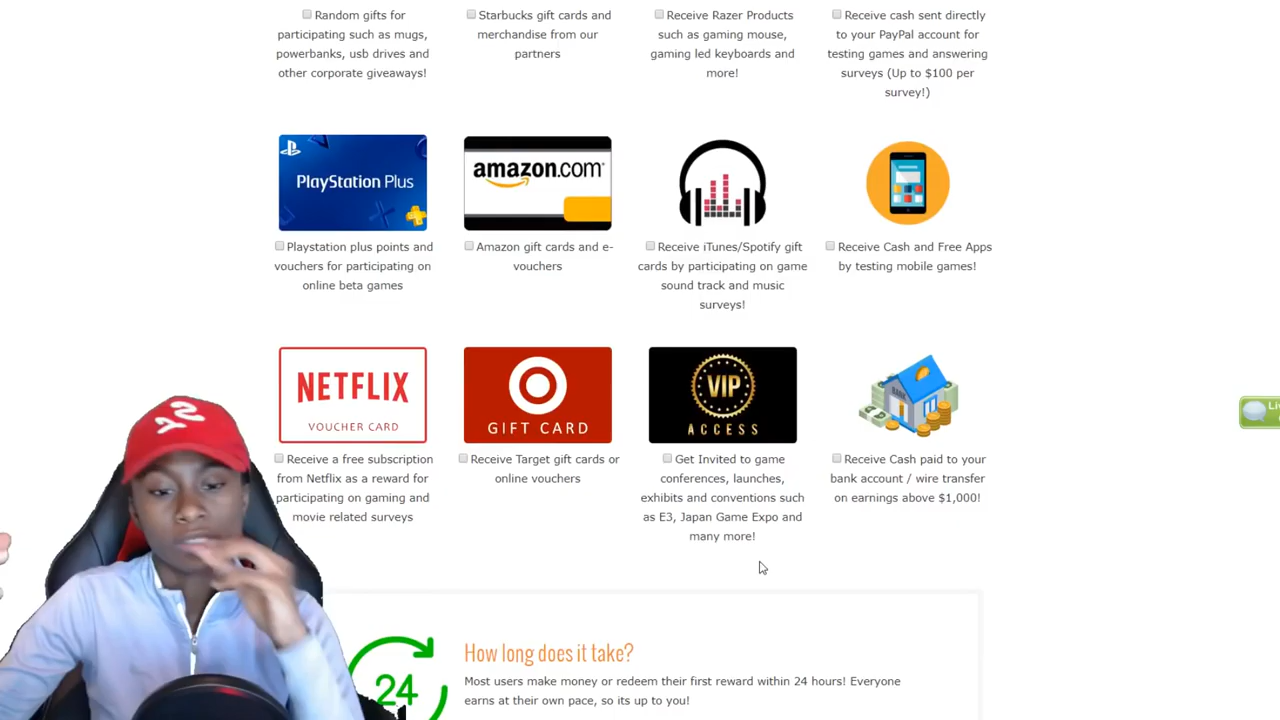 Random gifts for
participating such as mugs,
powerbanks, usb drives and
other corporate giveaways!
Starbucks gift cards and
merchandise from our
partners
Receive Razer Products
such as gaming mouse,
gaming led keyboards and
more!
Receive cash sent directly
to your PayPal account for
testing games and answering
surveys (Up to $100 per
survey!)
PlayStation Plus
Playstation plus points and
vouchers for participating on
online beta games
amazon.com
Amazon gift cards and e-
vouchers
Receive iTunes/Spotify gift
cards by participating on game
sound track and music
surveys!
Receive Cash and Free Apps
by testing mobile games!
NETFLIX
VOUCHER CARD
Receive a free subscription
from Netflix as a reward for
participating on gaming and
movie related surveys
GIFT CARD
Receive Target gift cards or
online vouchers
VIP
ACCESS
Get Invited to game
conferences, launches,
exhibits and conventions such
as E3, Japan Game Expo and
many more!
BANK
Receive Cash paid to your
bank account / wire transfer
on earnings above $1,000!
24
How long does it take?
Most users make money or redeem their first reward within 24 hours! Everyone
earns at their own pace, so its up to you!